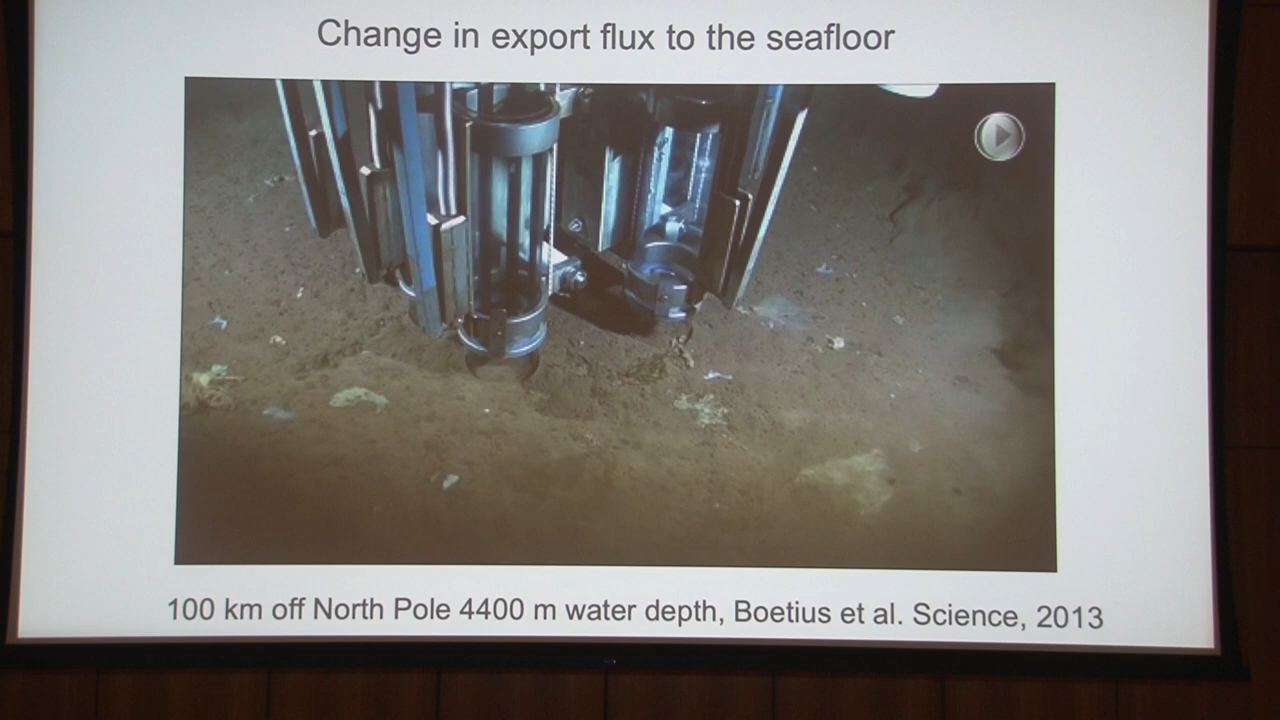 Change in export flux to the seafloor
100 km off North Pole 4400 m water depth, Boetius et al. Science, 2013